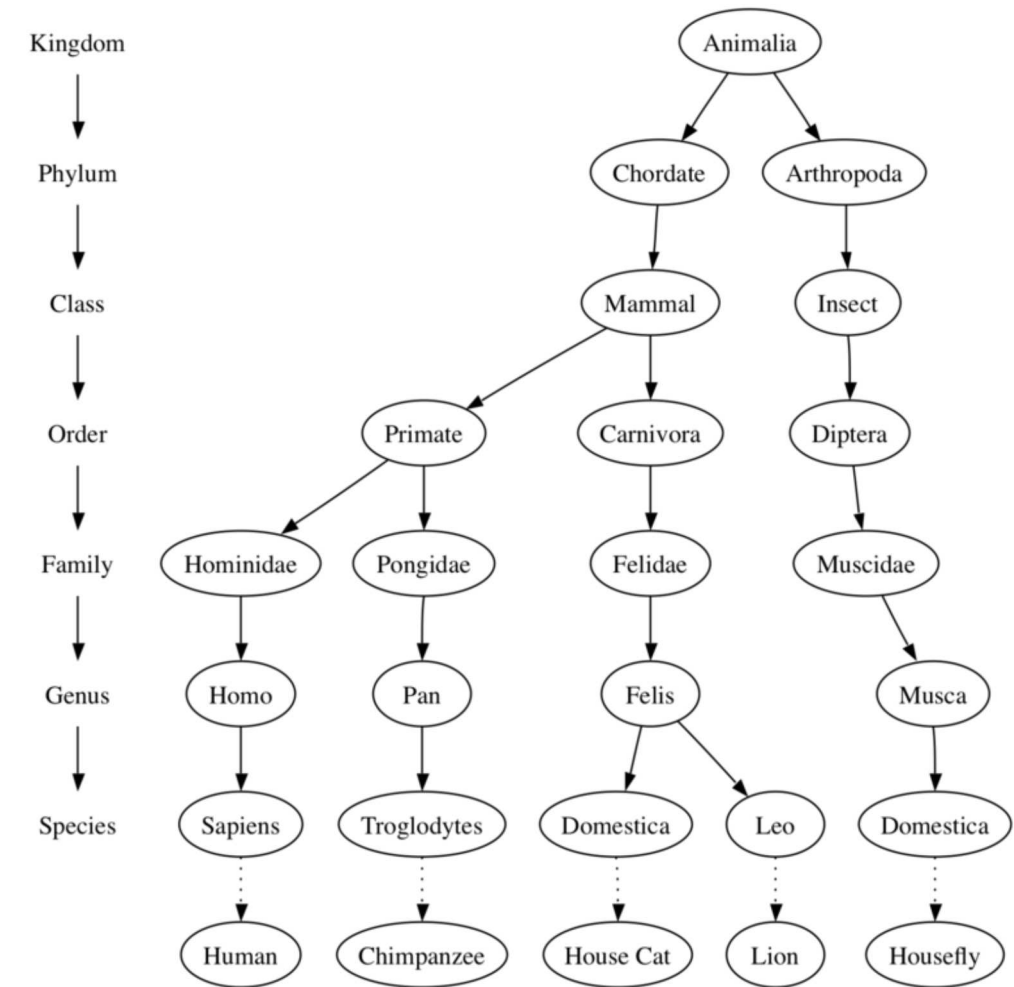 Kingdom Animalia
Phylum Chordate Arthropoda
Class Mammal Insect
Order Primate Carnivora Diptera
Family Hominidae Pongidae Felidae Muscidae
Genus Homo Pan Felis Musca
Species Sapiens Troglodytes Domestica Leo Domestica
Human Chimpanzee House Cat Lion Housefly